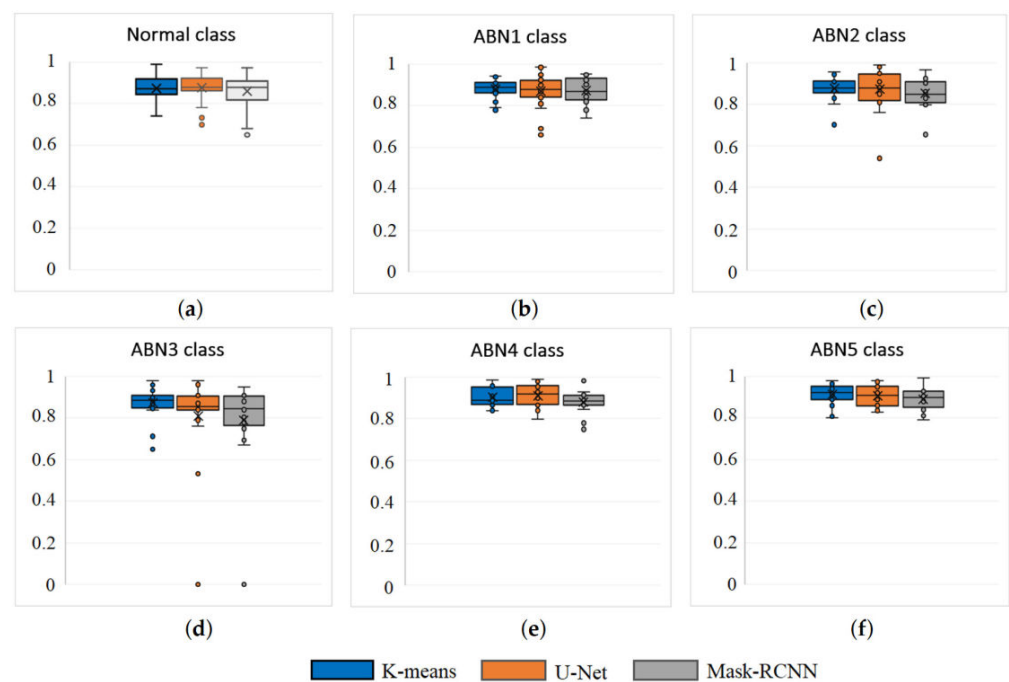 Normal class
1
0.8
0.6
0.4
0.2
0
(a)
ABN1 class
1
0.8
0.6
0.4
0.2
0
(b)
ABN2 class
1
0.8
0.6
0.4
0.2
0
(c)
ABN3 class
1
0.8
0.6
0.4
0.2
0
(d)
ABN4 class
1
0.8
0.6
0.4
0.2
0
(e)
ABN5 class
1
0.8
0.6
0.4
0.2
0
(f)
K-means U-Net Mask-RCNN